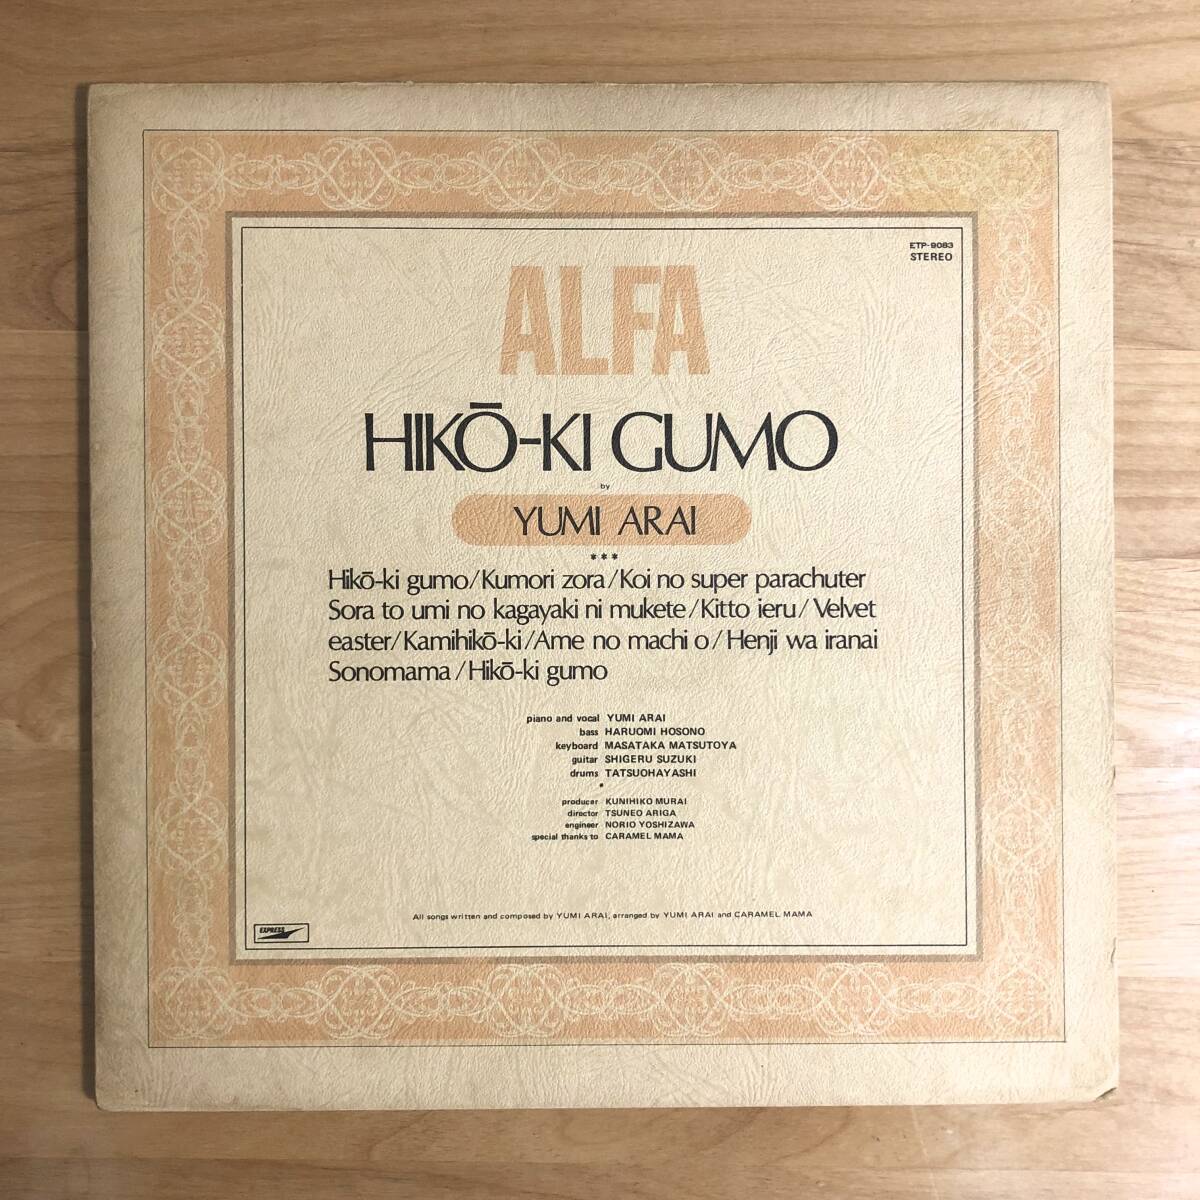 ETP-9083
STEREO
ALFA
HIKŌ-KI GUMO
by
YUMI ARAI
***
Hikō-ki gumo/Kumori zora/Koi no super parachuter
Sora to umi no kagayaki ni mukete/Kitto ieru/Velvet
easter/Kamihikō-ki/Ame no machi o/Henji wa iranai
Sonomama/Hikō-ki gumo
piano and vocal YUMI ARAI
bass HARUOMI HOSONO
keyboard MASATAKA MATSUTOYA
guitar SHIGERU SUZUKI
drums TATSUOHAYASHI
•
producer KUNIHIKO MURAI
director TSUNEO ARIGA
engineer NORIO YOSHIZAWA
special thanks to CARAMEL MAMA
All songs written and composed by YUMI ARAI, arranged by YUMI ARAI and CARAMEL MAMA
EXPRESS